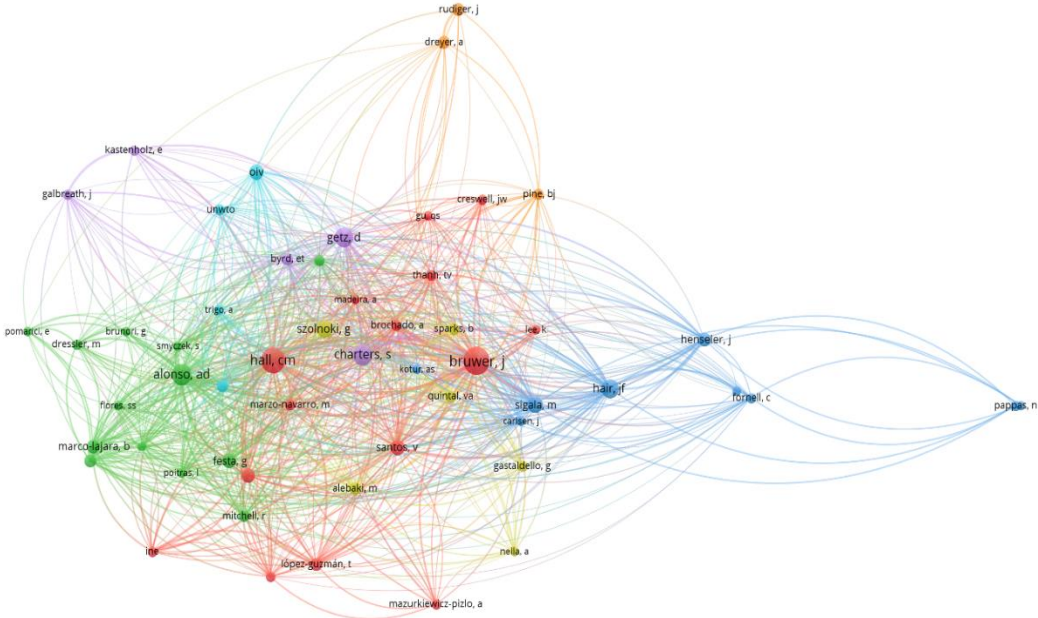 rudiger, j
dreyer, a
kastenholz, e
oiv
galbreath, j
pine, bj
creswell, jw
unwto
gu, qs
getz, d
byrd, et
thanh, tv
madeira, a
trigo, a
szolnoki, g
brochado, a
sparks, b
lee, k
pomarici, e
brunori, g
dressler, m
smyczek, s
henseler, j
hall, cm
charters, s
bruwer, j
kotur, as
alonso, ad
hair, jf
quintal, va
fornell, c
flores, ss
marzo-navarro, m
sigala, m
pappas, n
carlsen, j
marco-lajara, b
santos, v
festa, g
gastaldello, g
poitras, l
alebaki, m
mitchell, r
ine
nella, a
lópez-guzmán, t
mazurkiewicz-pizlo, a